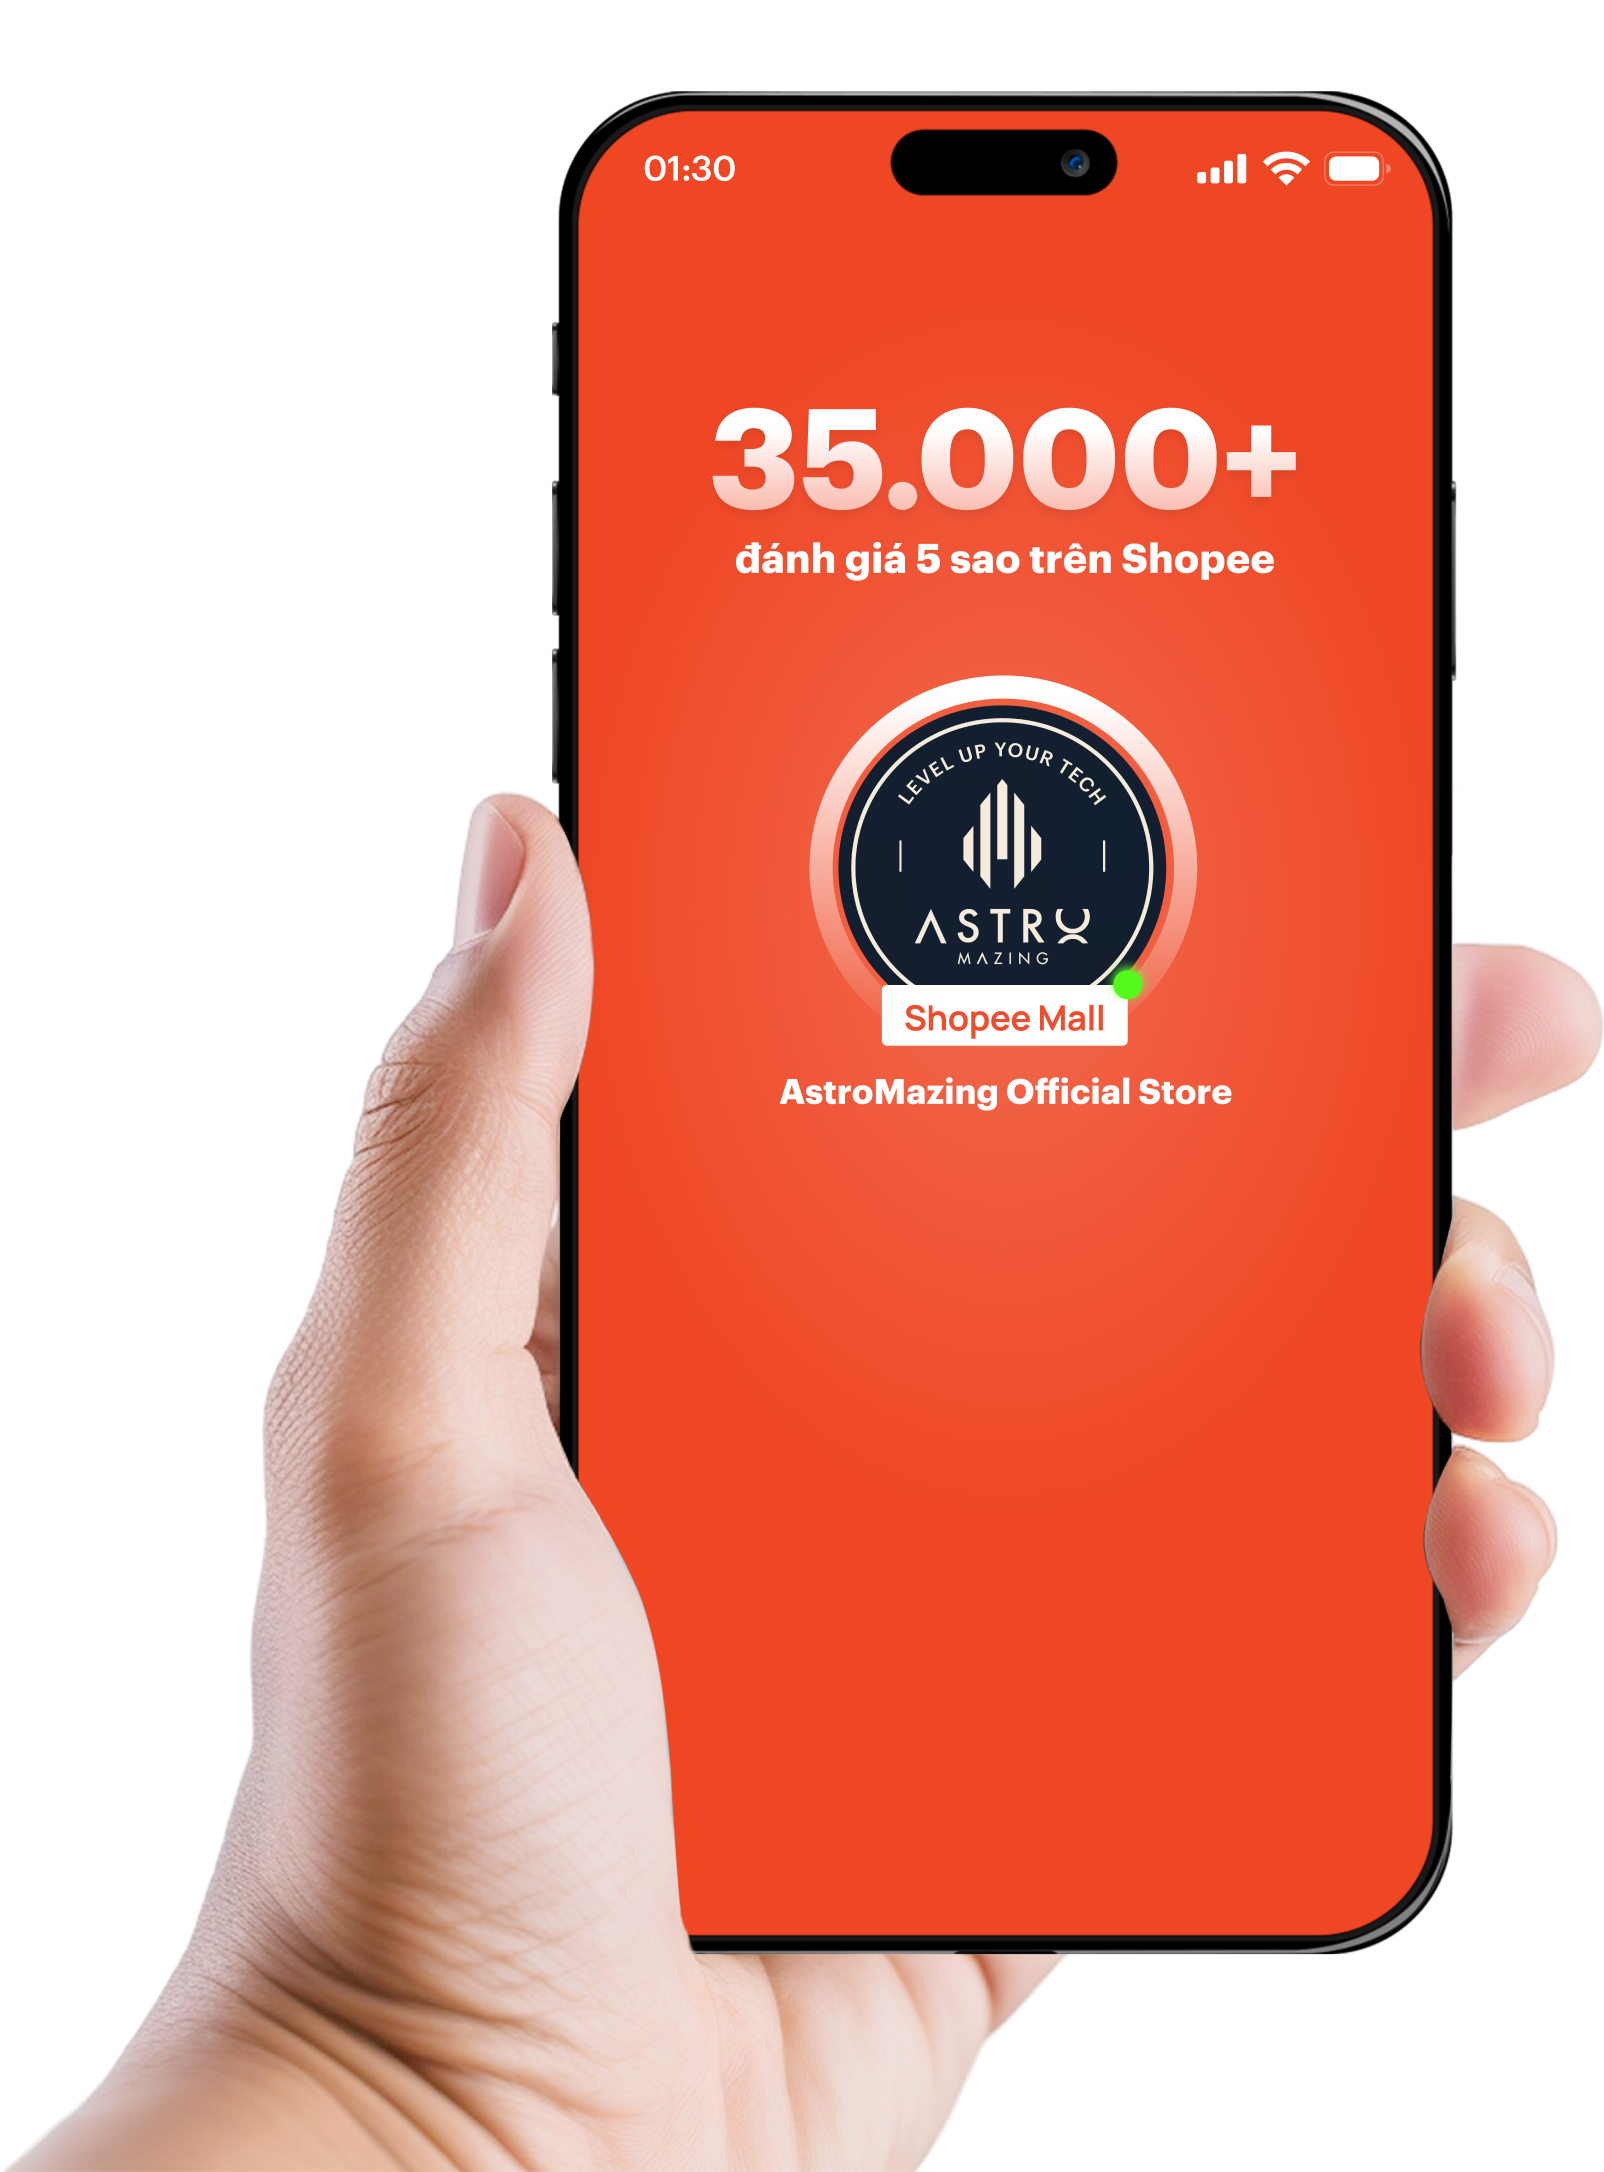 01:30
35.000+
đánh giá 5 sao trên Shopee
LEVEL UP YOUR TECH
ASTRO
MAZING
Shopee Mall
AstroMazing Official Store